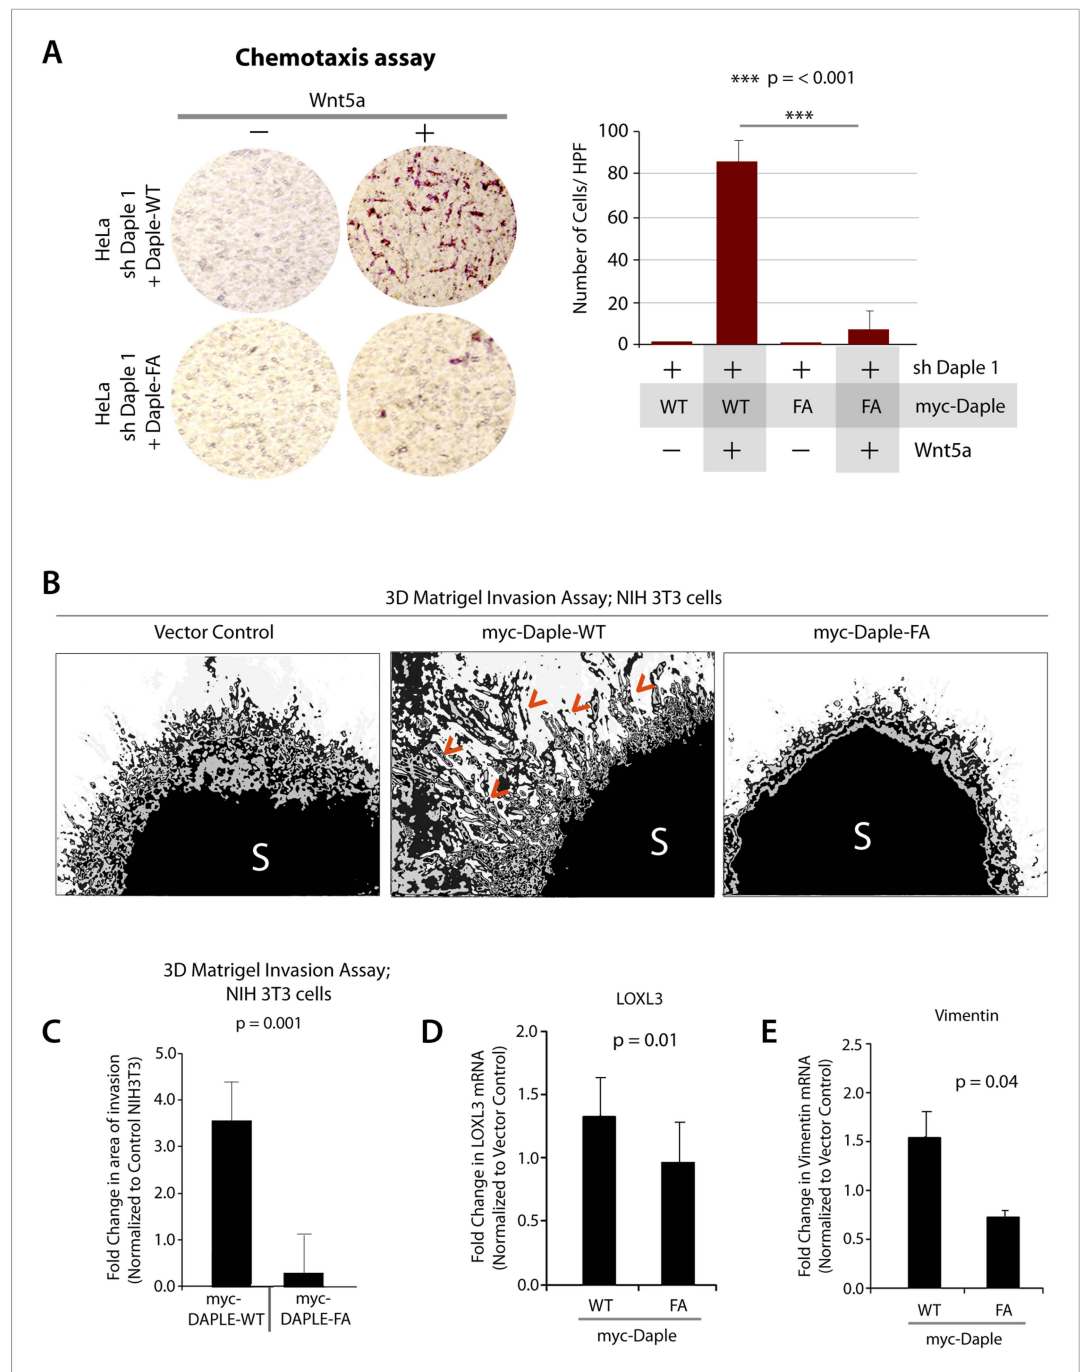 A
Chemotaxis assay
Wnt5a
− +
HeLa
sh Daple 1
+ Daple-WT
HeLa
sh Daple 1
+ Daple-FA
*** p = < 0.001
***
Number of Cells/ HPF
100
80
60
40
20
0
+ + + + sh Daple 1
WT WT FA FA myc-Daple
− + − + Wnt5a
B
3D Matrigel Invasion Assay; NIH 3T3 cells
Vector Control myc-Daple-WT myc-Daple-FA
S S S
C
3D Matrigel Invasion Assay;
NIH 3T3 cells
p = 0.001
Fold Change in area of invasion
(Normalized to Control NIH3T3)
5.0
4.0
3.0
2.0
1.0
0.0
myc-
DAPLE-WT
myc-
DAPLE-FA
D
LOXL3
p = 0.01
Fold Change in LOXL3 mRNA
(Normalized to Vector Control)
2.0
1.5
1.0
0.5
0.0
WT FA
myc-Daple
E
Vimentin
p = 0.04
Fold Change in Vimentin mRNA
(Normalized to Vector Control)
2.5
2.0
1.5
1.0
0.5
0.0
WT FA
myc-Daple